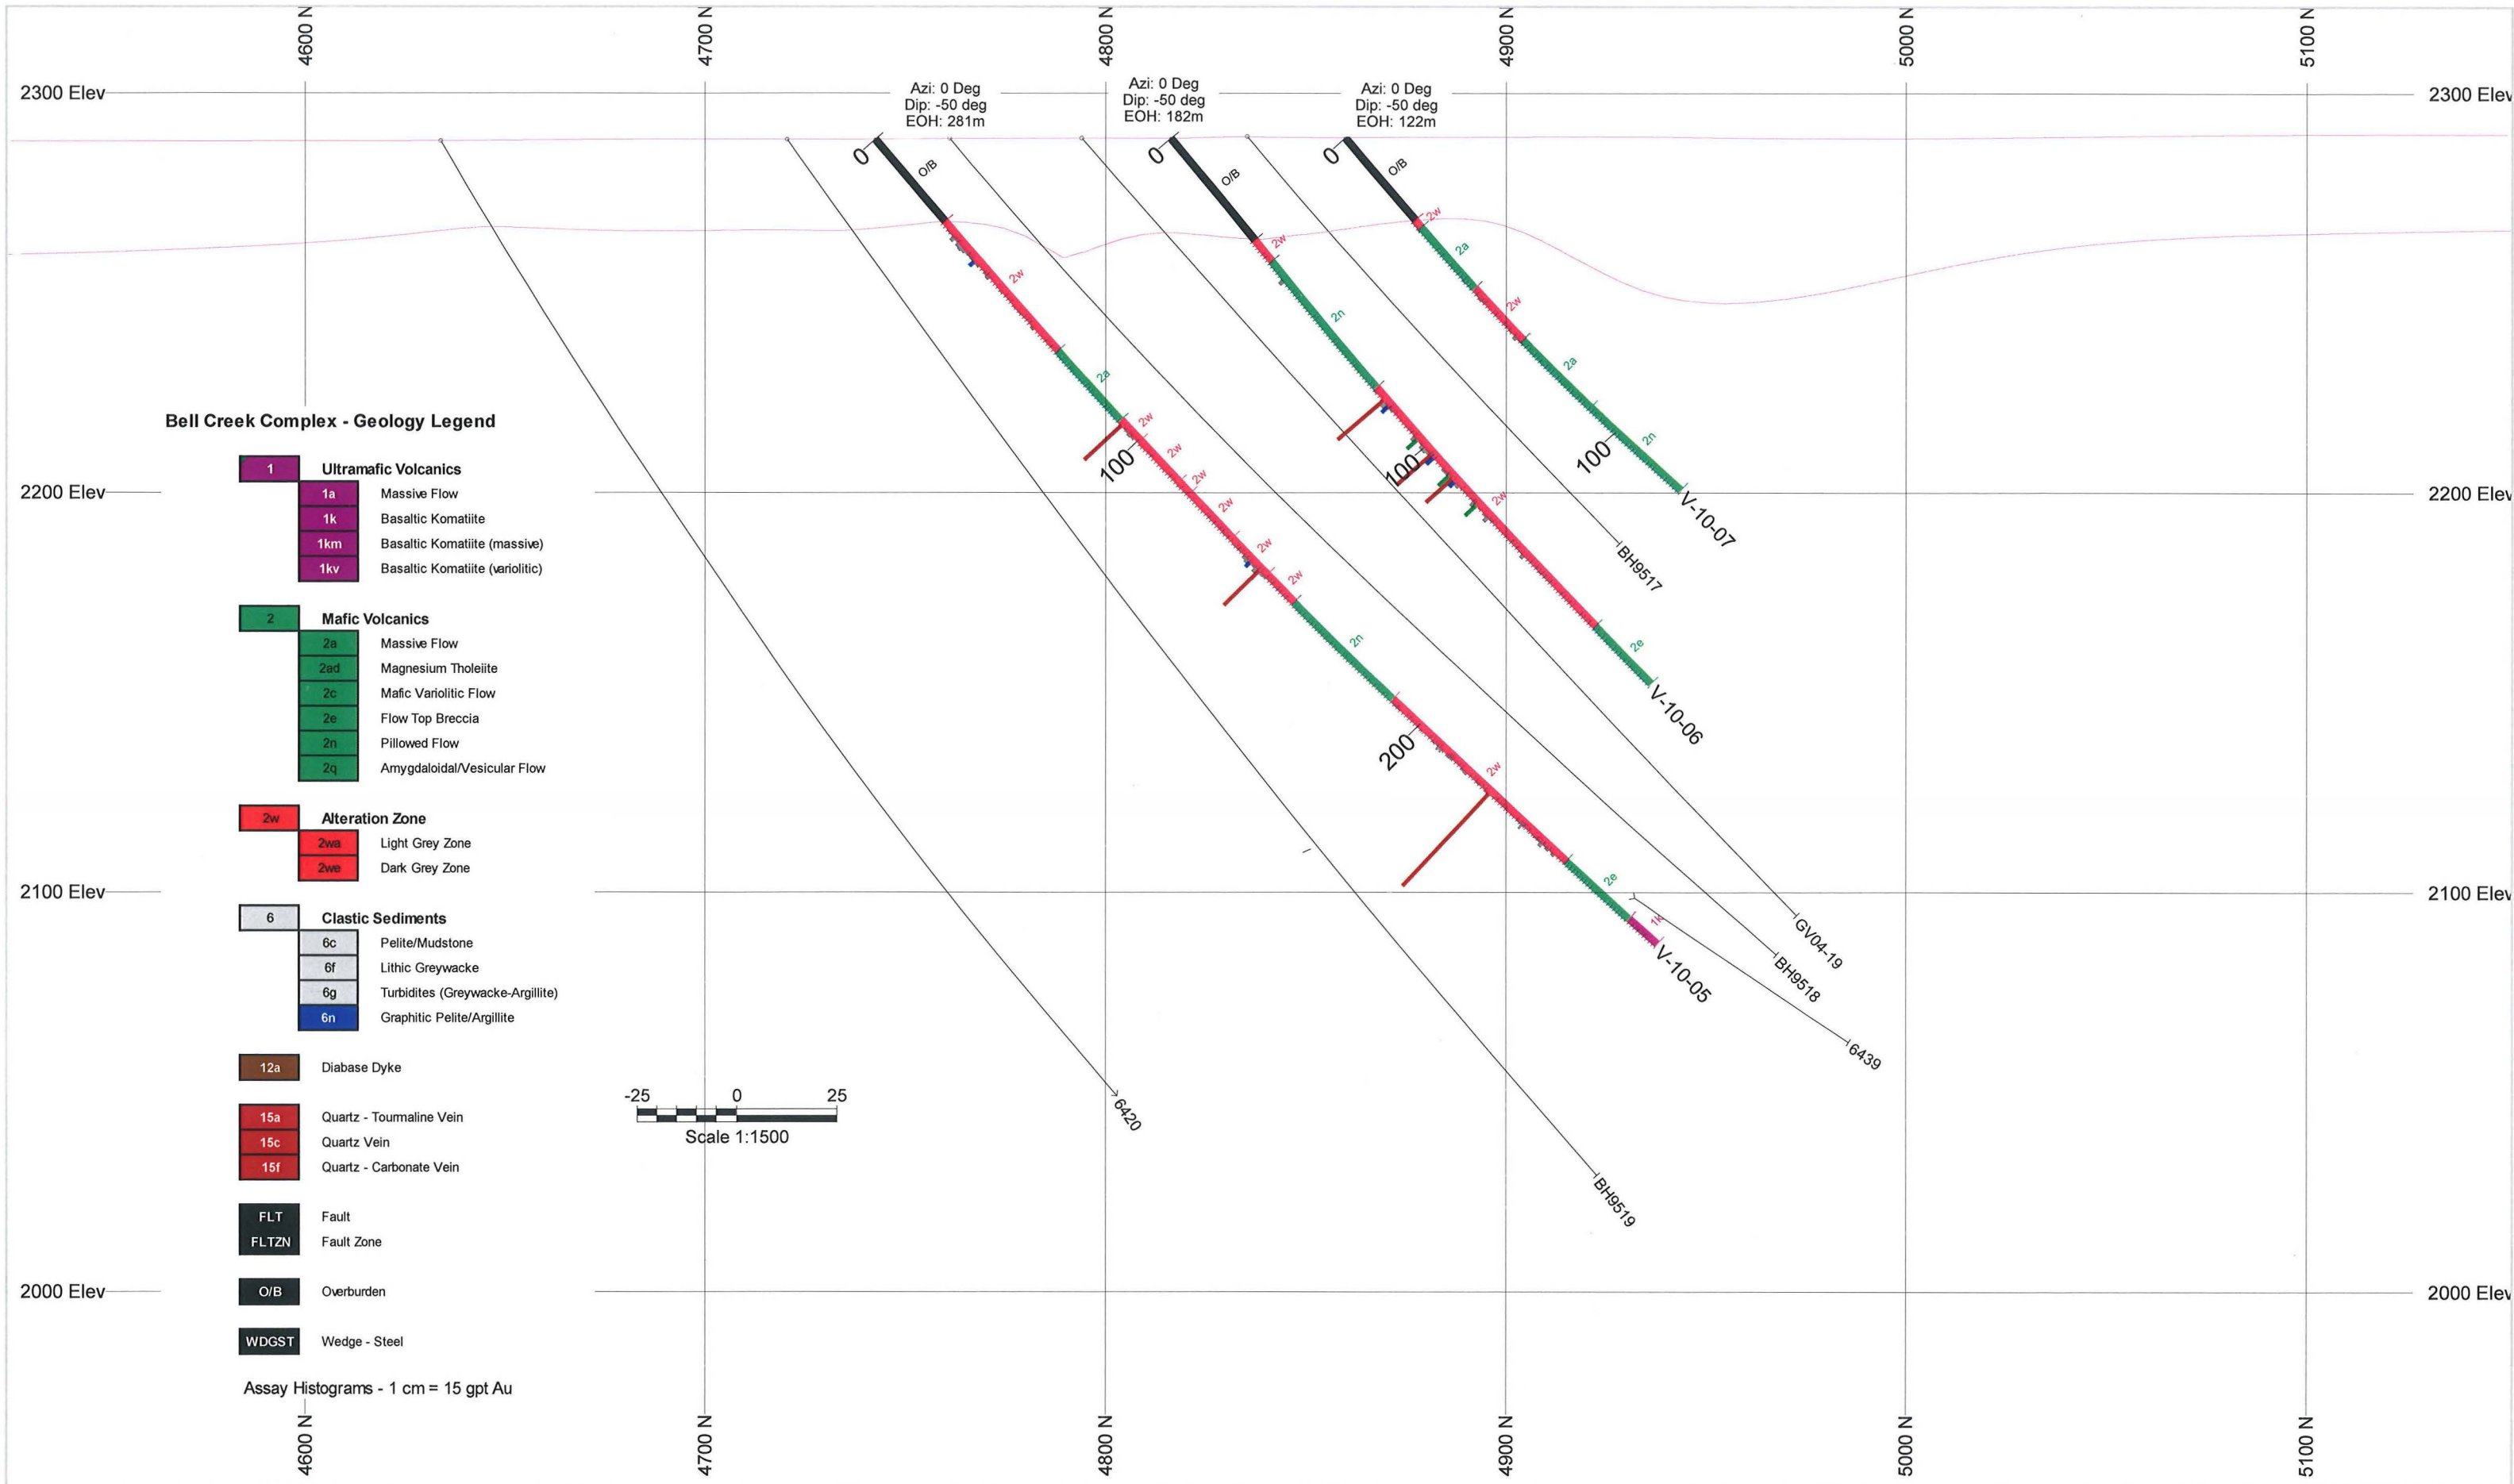 4600 N
4700 N
4800 N
4900 N
5000 N
5100 N
2300 Elev
2300 Elev
Azi: 0 Deg
Dip: -50 deg
EOH: 281m
Azi: 0 Deg
Dip: -50 deg
EOH: 182m
Azi: 0 Deg
Dip: -50 deg
EOH: 122m
0
O/B
2w
2a
2w
100
2w
2w
2w
2w
2w
2n
200
2w
2e
1k
V-10-05
0
O/B
2w
2n
100
2w
2e
V-10-06
0
O/B
2w
2a
2w
2a
100
2n
V-10-07
BH9517
GV04-19
BH9518
6439
6420
BH9519
2200 Elev
2200 Elev
2100 Elev
2100 Elev
2000 Elev
2000 Elev
Bell Creek Complex - Geology Legend
1 Ultramafic Volcanics
1a Massive Flow
1k Basaltic Komatiite
1km Basaltic Komatiite (massive)
1kv Basaltic Komatiite (variolitic)
2 Mafic Volcanics
2a Massive Flow
2ad Magnesium Tholeiite
2c Mafic Variolitic Flow
2e Flow Top Breccia
2n Pillowed Flow
2q Amygdaloidal/Vesicular Flow
2w Alteration Zone
2wa Light Grey Zone
2we Dark Grey Zone
6 Clastic Sediments
6c Pelite/Mudstone
6f Lithic Greywacke
6g Turbidites (Greywacke-Argillite)
6n Graphitic Pelite/Argillite
12a Diabase Dyke
15a Quartz - Tourmaline Vein
15c Quartz Vein
15f Quartz - Carbonate Vein
FLT Fault
FLTZN Fault Zone
O/B Overburden
WDGST Wedge - Steel
Assay Histograms - 1 cm = 15 gpt Au
-25 0 25
Scale 1:1500
4600 N
4700 N
4800 N
4900 N
5000 N
5100 N